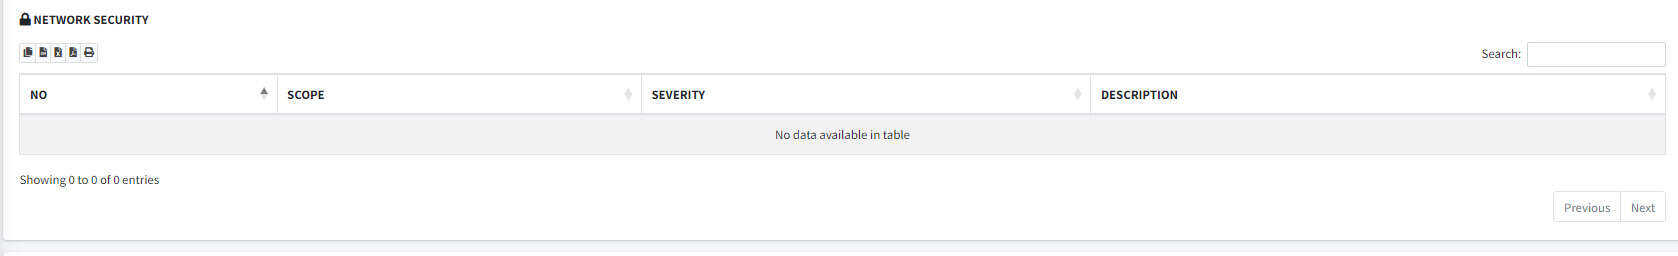 NETWORK SECURITY
Search:
NO SCOPE SEVERITY DESCRIPTION
No data available in table
Showing 0 to 0 of 0 entries
Previous Next